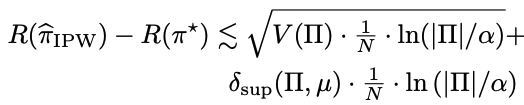 R(π̂_IPW) − R(π*) ≲ √(V(Π) · 1/N · ln(|Π|/α)) +
δ_sup(Π, μ) · 1/N · ln (|Π|/α)